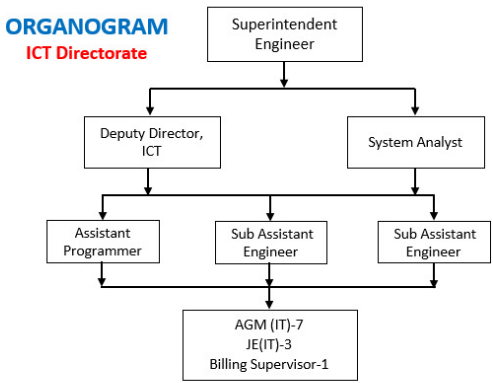 ORGANOGRAM
ICT Directorate
Superintendent
Engineer
Deputy Director,
ICT
System Analyst
Assistant
Programmer
Sub Assistant
Engineer
Sub Assistant
Engineer
AGM (IT)-7
JE(IT)-3
Billing Supervisor-1